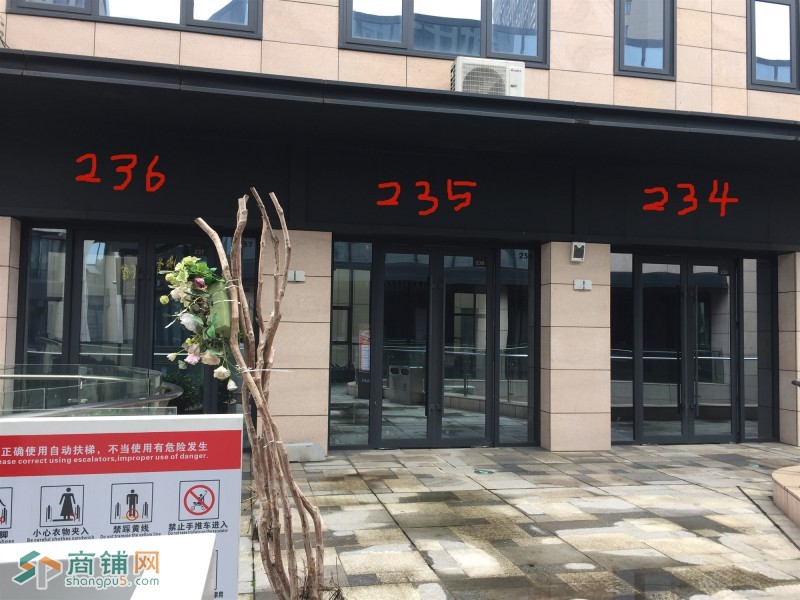 236
235
234
正确使用自动扶梯，不当使用有危险发生
ease correct using escalators,improper use of danger.
脚
小心衣物夹入
禁踩黄线
禁止手推车进入
商铺网
shangpu5.com